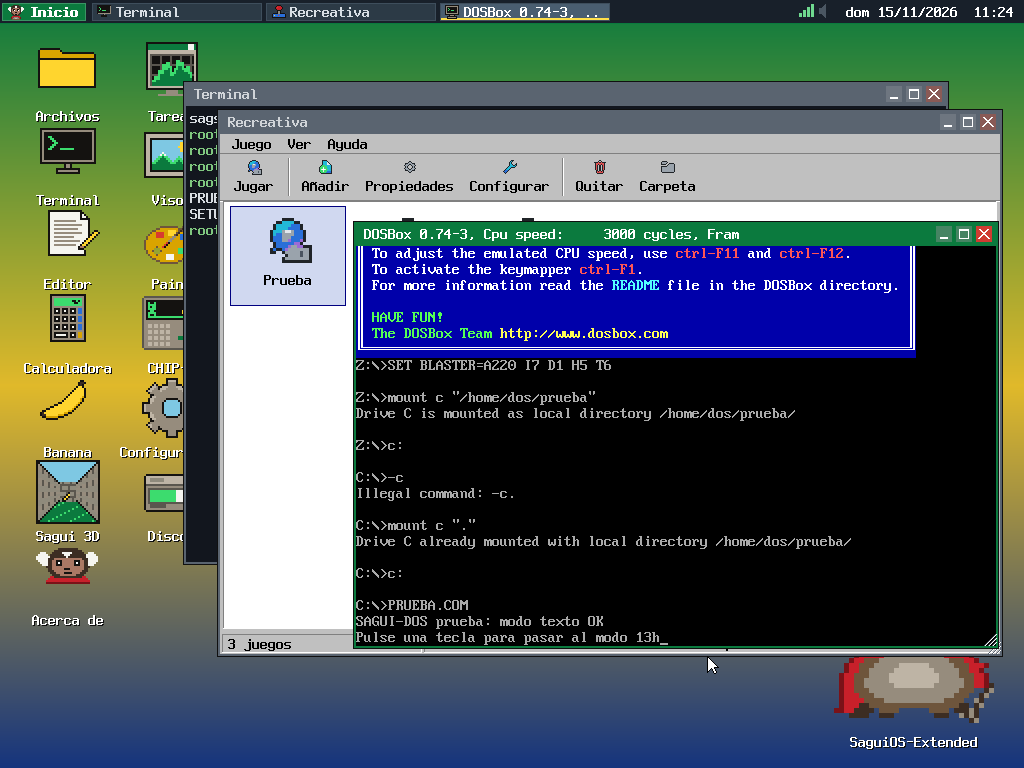 Inicio
Terminal
Recreativa
DOSBox 0.74-3, ..
dom 15/11/2026 11:24
Archivos
Terminal
Editor
Calculadora
Banana
Sagui 3D
Acerca de
Terminal
Recreativa
Juego Ver Ayuda
Jugar Añadir Propiedades Configurar Quitar Carpeta
Prueba
3 juegos
DOSBox 0.74-3, Cpu speed: 3000 cycles, Fram
To adjust the emulated CPU speed, use ctrl-F11 and ctrl-F12.
To activate the keymapper ctrl-F1.
For more information read the README file in the DOSBox directory.
HAVE FUN!
The DOSBox Team http://www.dosbox.com
Z:\>SET BLASTER=A220 I7 D1 H5 T6
Z:\>mount c "/home/dos/prueba"
Drive C is mounted as local directory /home/dos/prueba/
Z:\>c:
C:\>-c
Illegal command: -c.
C:\>mount c "."
Drive C already mounted with local directory /home/dos/prueba/
C:\>c:
C:\>PRUEBA.COM
SAGUI-DOS prueba: modo texto OK
Pulse una tecla para pasar al modo 13h_
SaguiOS-Extended